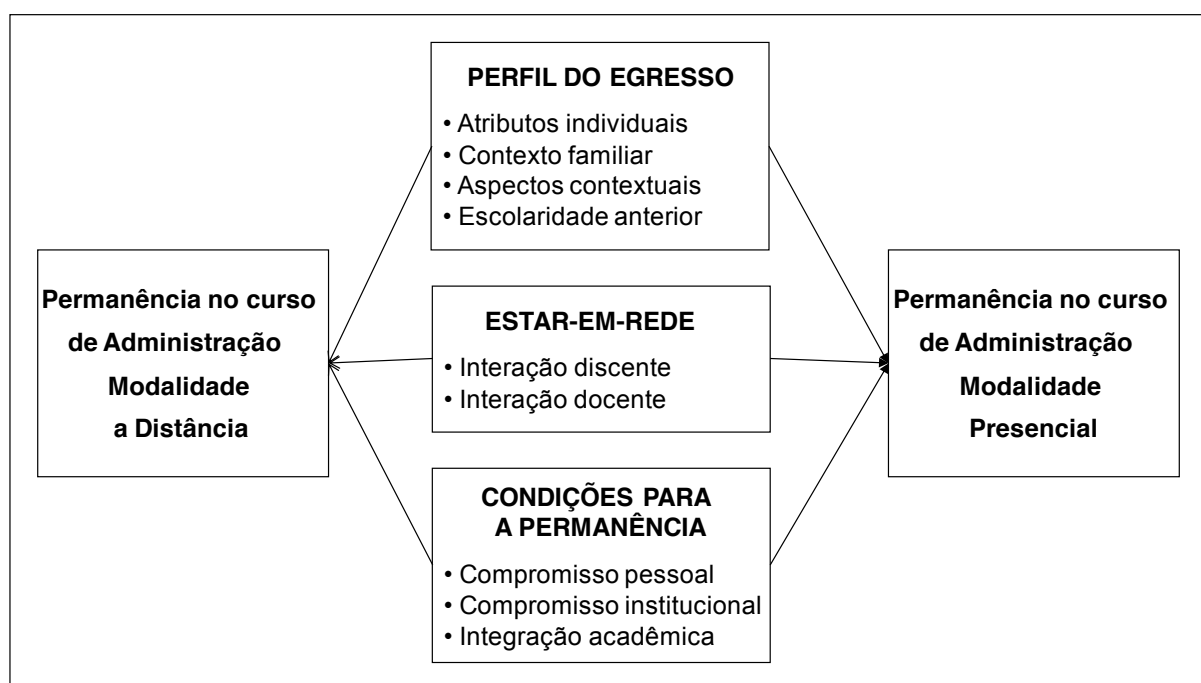 PERFIL DO EGRESSO
• Atributos individuais
• Contexto familiar
• Aspectos contextuais
• Escolaridade anterior
Permanência no curso
de Administração
Modalidade
a Distância
ESTAR-EM-REDE
• Interação discente
• Interação docente
Permanência no curso
de Administração
Modalidade
Presencial
CONDIÇÕES PARA
A PERMANÊNCIA
• Compromisso pessoal
• Compromisso institucional
• Integração acadêmica